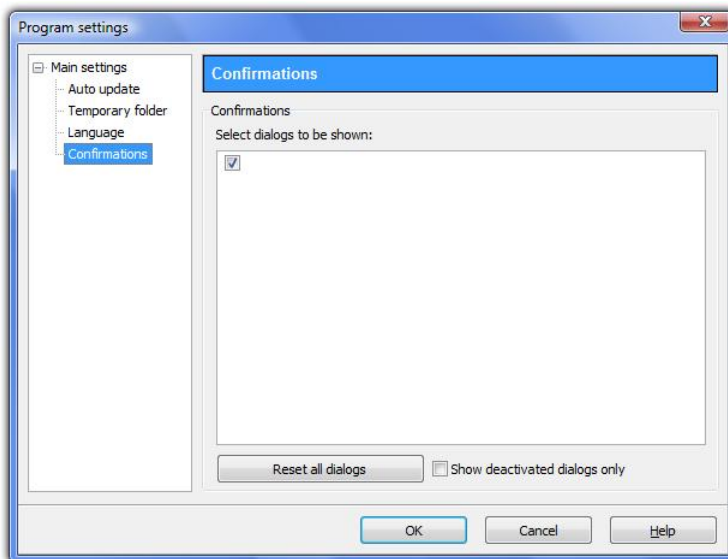 Program settings
Main settings
Auto update
Temporary folder
Language
Confirmations
Confirmations
Confirmations
Select dialogs to be shown:
Reset all dialogs
Show deactivated dialogs only
OK
Cancel
Help